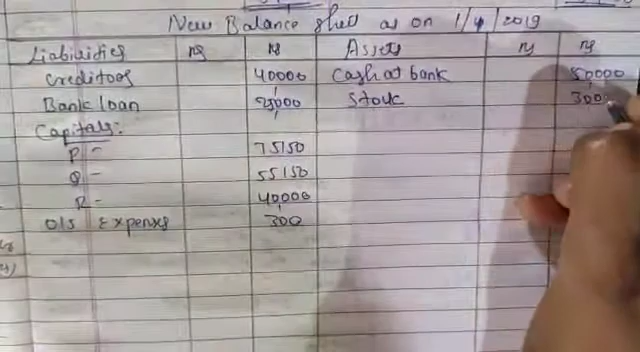 New Balance sheet as on 1/4/2019
Liabilities Rs Rs Assets Rs Rs
Creditors 40000 Cash at bank 50000
Bank loan 25000 Stock 300
Capitals:
P - 75150
Q - 55150
R - 40000
O/S Expenses 300